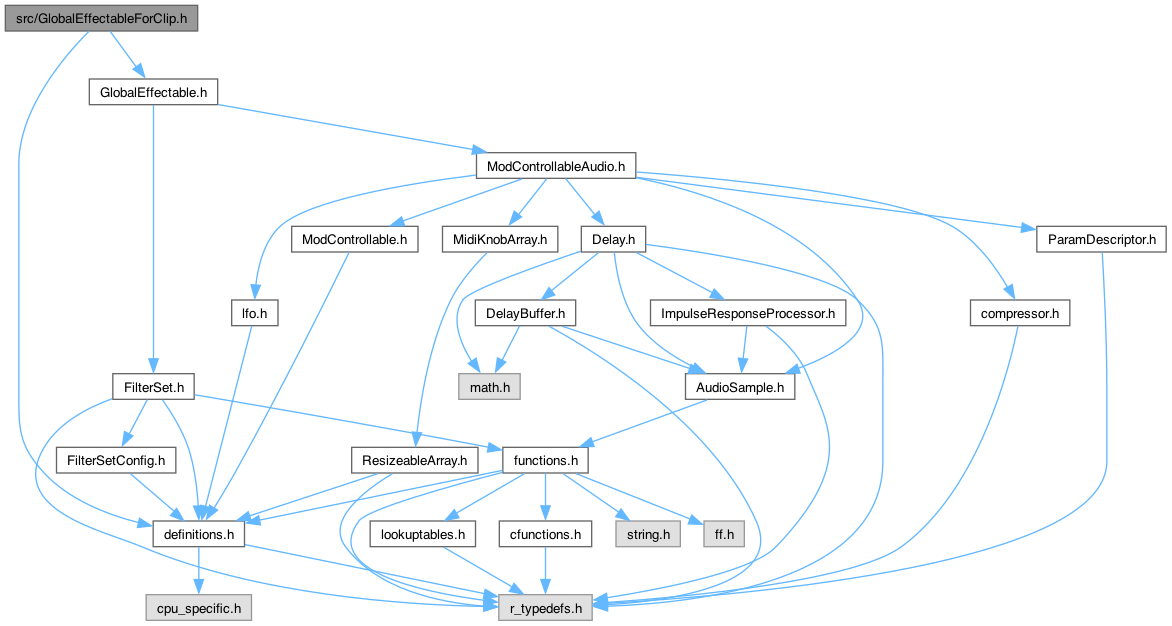 src/GlobalEffectableForClip.h
GlobalEffectable.h
ModControllableAudio.h
ModControllable.h
MidiKnobArray.h
Delay.h
ParamDescriptor.h
lfo.h
DelayBuffer.h
ImpulseResponseProcessor.h
compressor.h
FilterSet.h
math.h
AudioSample.h
FilterSetConfig.h
ResizeableArray.h
functions.h
definitions.h
lookuptables.h
cfunctions.h
string.h
ff.h
cpu_specific.h
r_typedefs.h